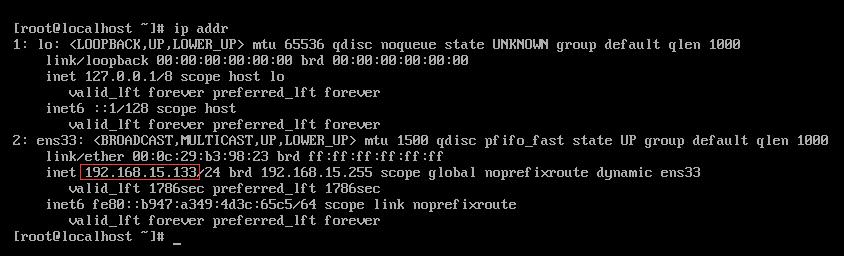 [root@localhost ~]# ip addr
1: lo: <LOOPBACK,UP,LOWER_UP> mtu 65536 qdisc noqueue state UNKNOWN group default qlen 1000
link/loopback 00:00:00:00:00:00 brd 00:00:00:00:00:00
inet 127.0.0.1/8 scope host lo
valid_lft forever preferred_lft forever
inet6 ::1/128 scope host
valid_lft forever preferred_lft forever
2: ens33: <BROADCAST,MULTICAST,UP,LOWER_UP> mtu 1500 qdisc pfifo_fast state UP group default qlen 1000
link/ether 00:0c:29:b3:98:23 brd ff:ff:ff:ff:ff:ff
inet 192.168.15.133/24 brd 192.168.15.255 scope global noprefixroute dynamic ens33
valid_lft 1786sec preferred_lft 1786sec
inet6 fe80::b947:a349:4d3c:65c5/64 scope link noprefixroute
valid_lft forever preferred_lft forever
[root@localhost ~]# _